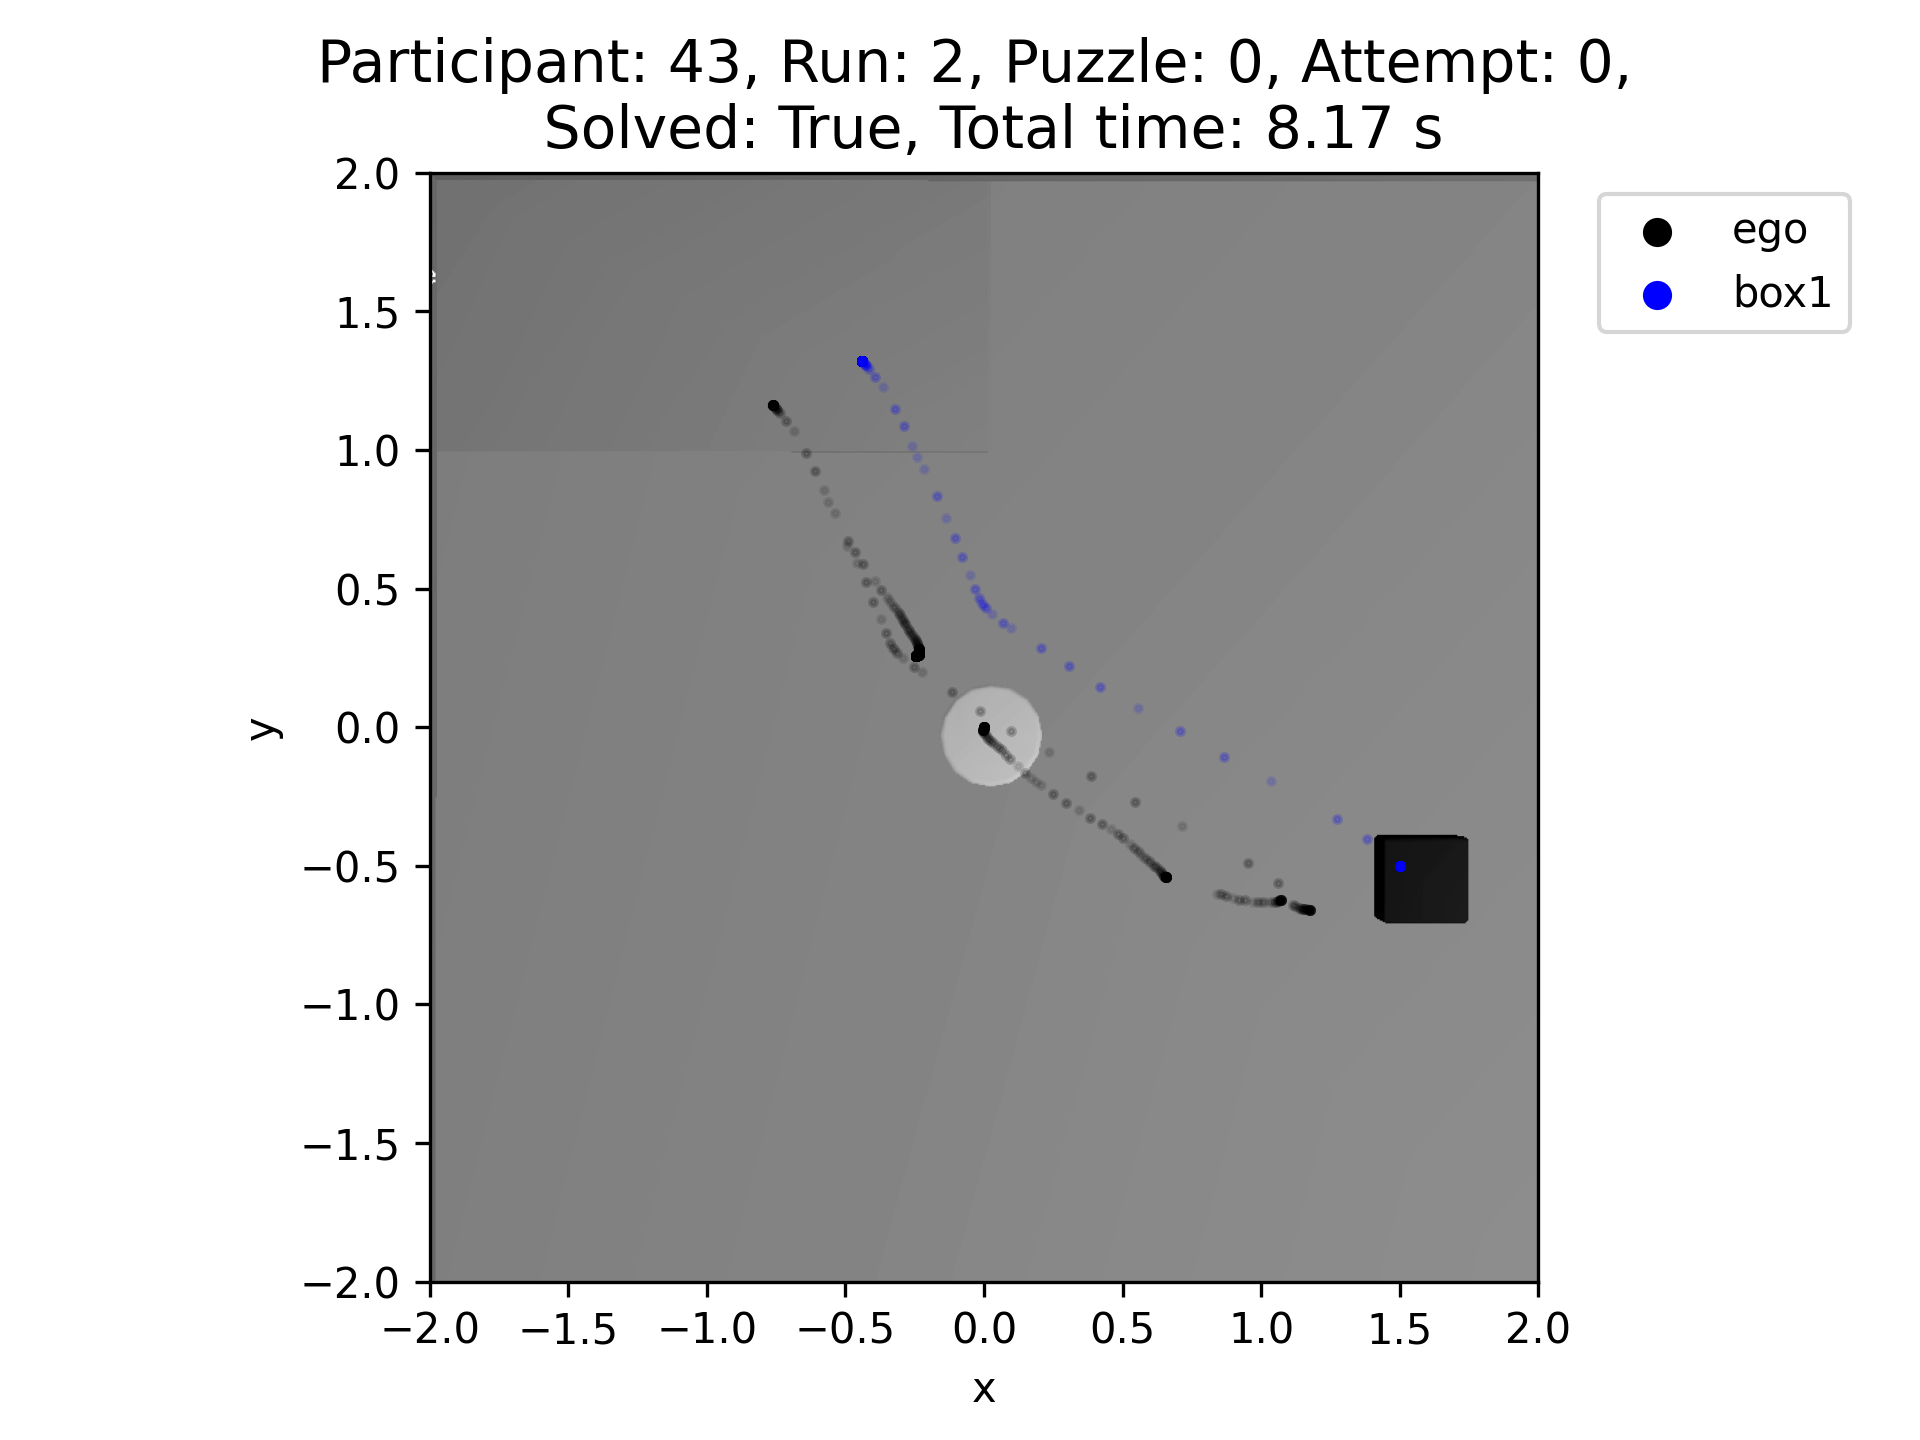 Participant: 43, Run: 2, Puzzle: 0, Attempt: 0,
Solved: True, Total time: 8.17 s
ego
box1
2.0
1.5
1.0
0.5
0.0
−0.5
−1.0
−1.5
−2.0
y
−2.0 −1.5 −1.0 −0.5 0.0 0.5 1.0 1.5 2.0
x